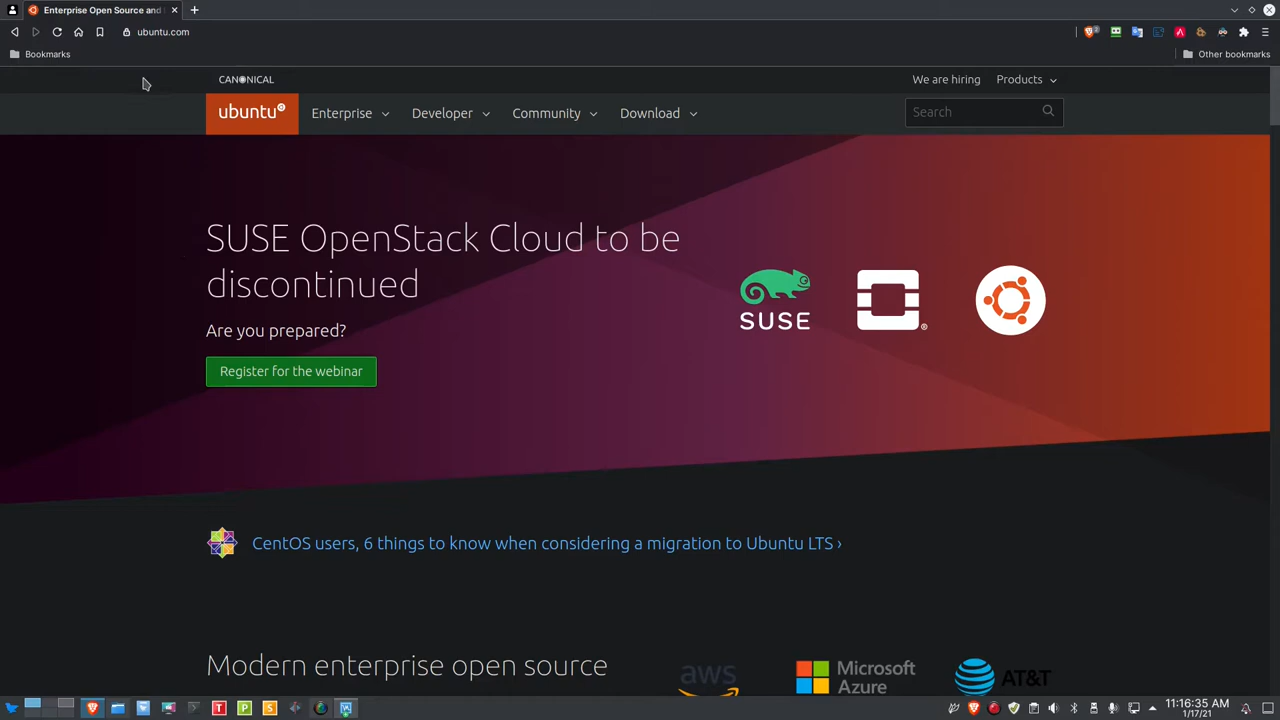 Enterprise Open Source and
ubuntu.com
Bookmarks
Other bookmarks
CANONICAL
We are hiring
Products
ubuntu
Enterprise
Developer
Community
Download
Search
SUSE OpenStack Cloud to be
discontinued
Are you prepared?
Register for the webinar
SUSE
CentOS users, 6 things to know when considering a migration to Ubuntu LTS ›
Modern enterprise open source
aws
Microsoft
Azure
AT&T
T
P
S
11:16:35 AM
1/17/21